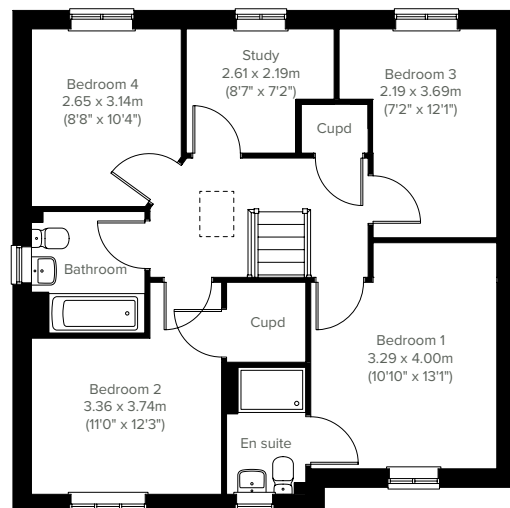 Bedroom 4
2.65 x 3.14m
(8'8" x 10'4")
Study
2.61 x 2.19m
(8'7" x 7'2")
Bedroom 3
2.19 x 3.69m
(7'2" x 12'1")
Cupd
Bathroom
Cupd
Bedroom 1
3.29 x 4.00m
(10'10" x 13'1")
Bedroom 2
3.36 x 3.74m
(11'0" x 12'3")
En suite